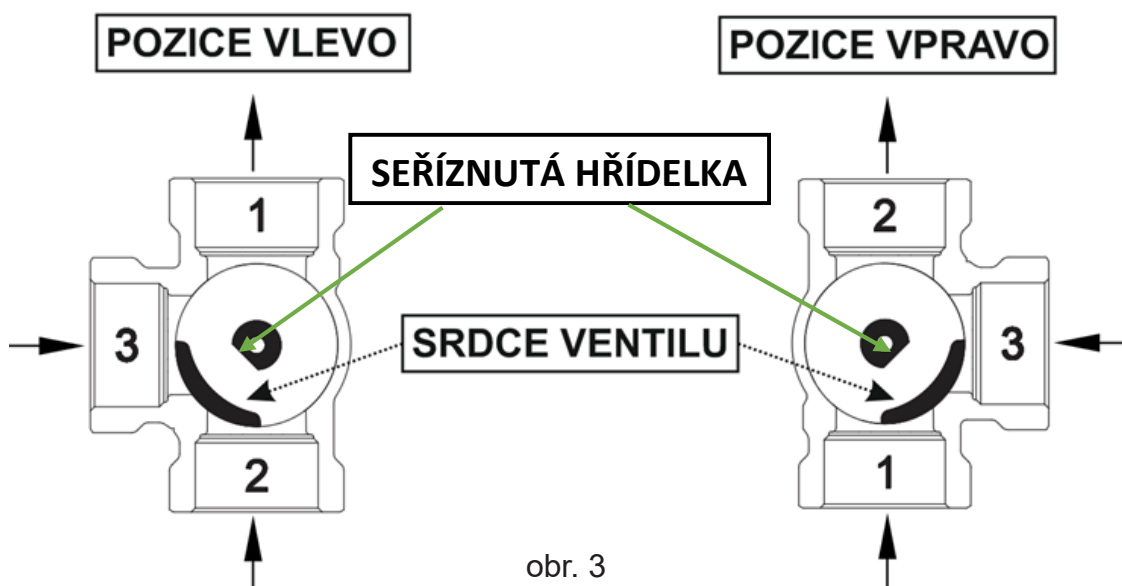 POZICE VLEVO
POZICE VPRAVO
SEŘÍZNUTÁ HŘÍDELKA
1
2
3
SRDCE VENTILU
3
2
1
obr. 3